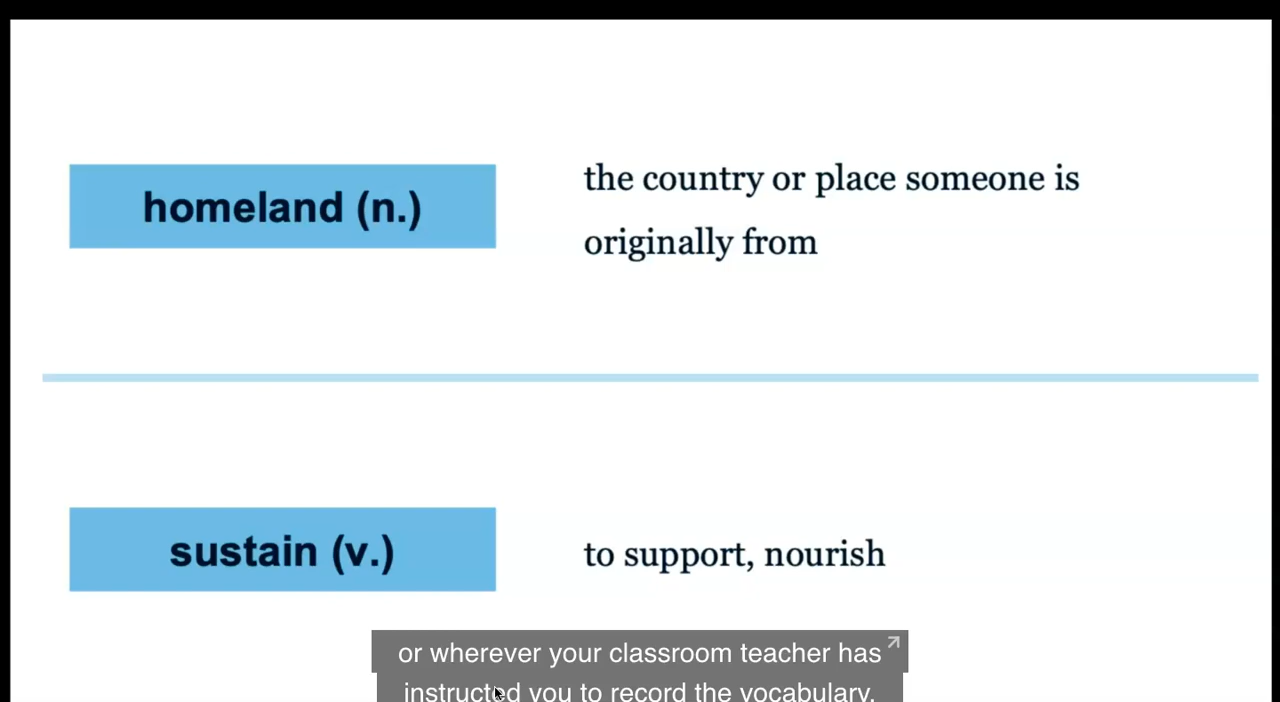 homeland (n.)
the country or place someone is
originally from
sustain (v.)
to support, nourish
or wherever your classroom teacher has
instructed you to record the vocabulary.